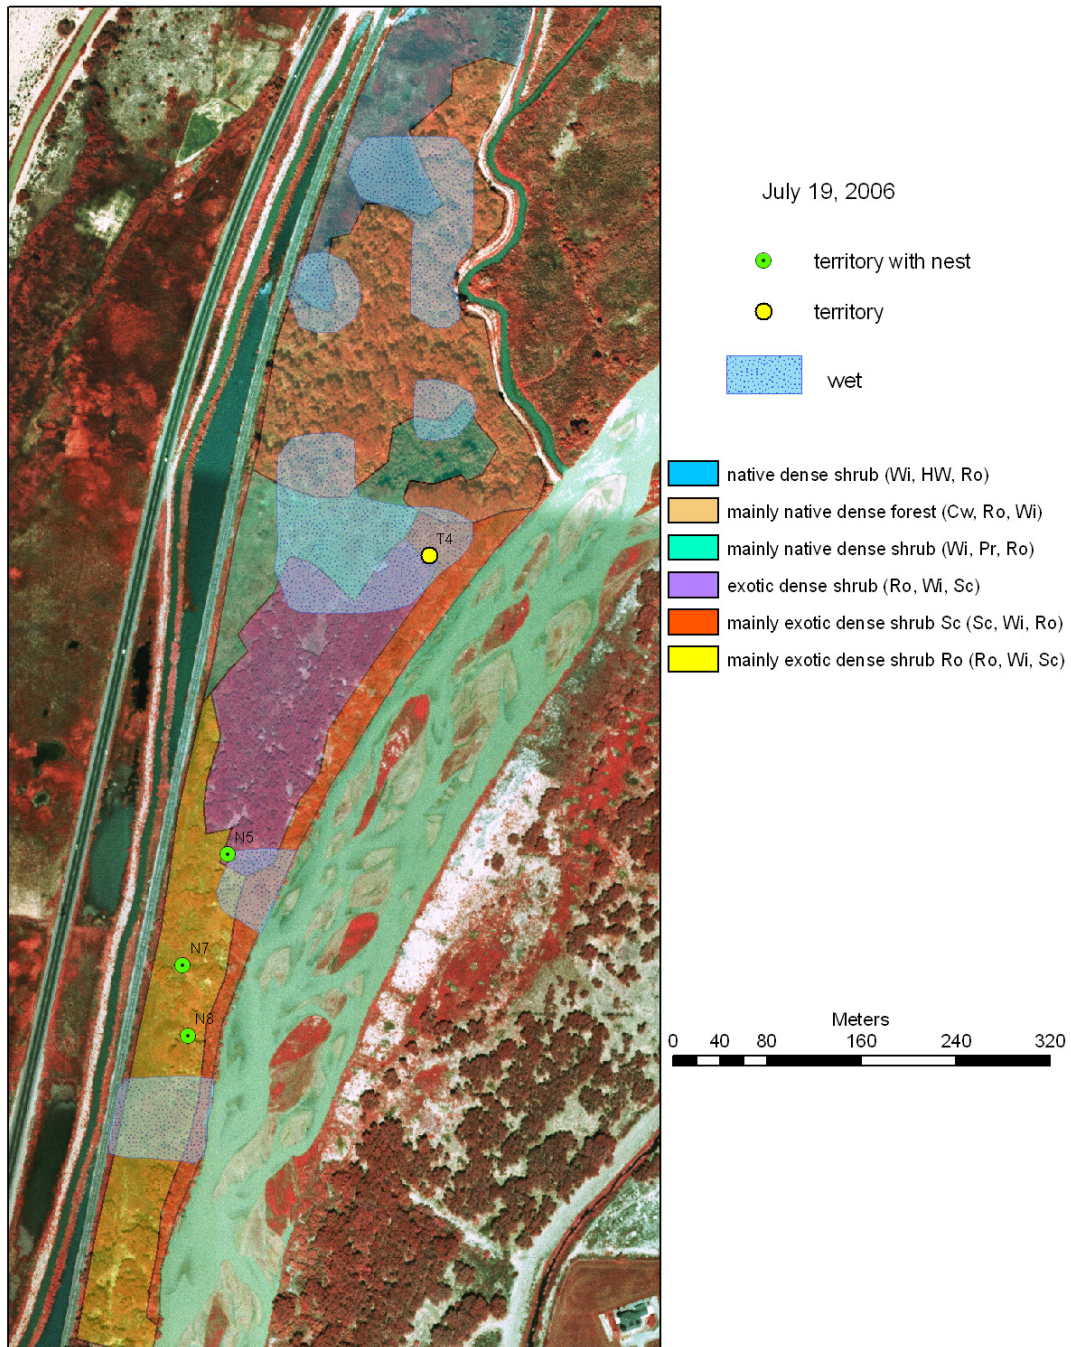 July 19, 2006
territory with nest
territory
wet
native dense shrub (Wi, HW, Ro)
mainly native dense forest (Cw, Ro, Wi)
mainly native dense shrub (Wi, Pr, Ro)
exotic dense shrub (Ro, Wi, Sc)
mainly exotic dense shrub Sc (Sc, Wi, Ro)
mainly exotic dense shrub Ro (Ro, Wi, Sc)
T4
N5
N7
N8
Meters
0 40 80 160 240 320